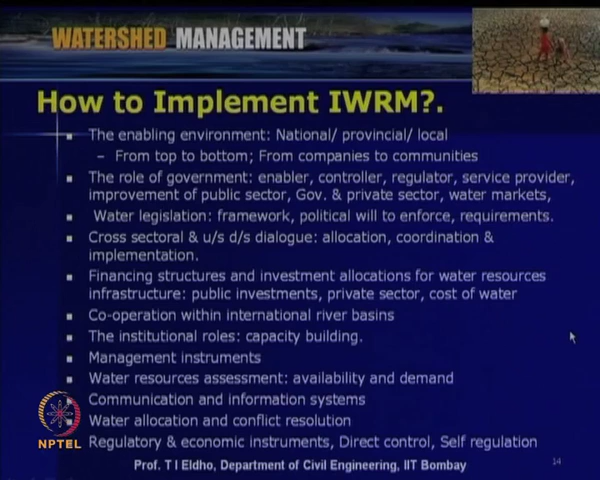 WATERSHED MANAGEMENT
How to Implement IWRM?.
▪ The enabling environment: National/ provincial/ local
– From top to bottom; From companies to communities
▪ The role of government: enabler, controller, regulator, service provider,
improvement of public sector, Gov. & private sector, water markets,
▪ Water legislation: framework, political will to enforce, requirements.
▪ Cross sectoral & u/s d/s dialogue: allocation, coordination &
implementation.
▪ Financing structures and investment allocations for water resources
infrastructure: public investments, private sector, cost of water
▪ Co-operation within international river basins
▪ The institutional roles: capacity building.
▪ Management instruments
▪ Water resources assessment: availability and demand
▪ Communication and information systems
▪ Water allocation and conflict resolution
Regulatory & economic instruments, Direct control, Self regulation
NPTEL
Prof. T I Eldho, Department of Civil Engineering, IIT Bombay
14